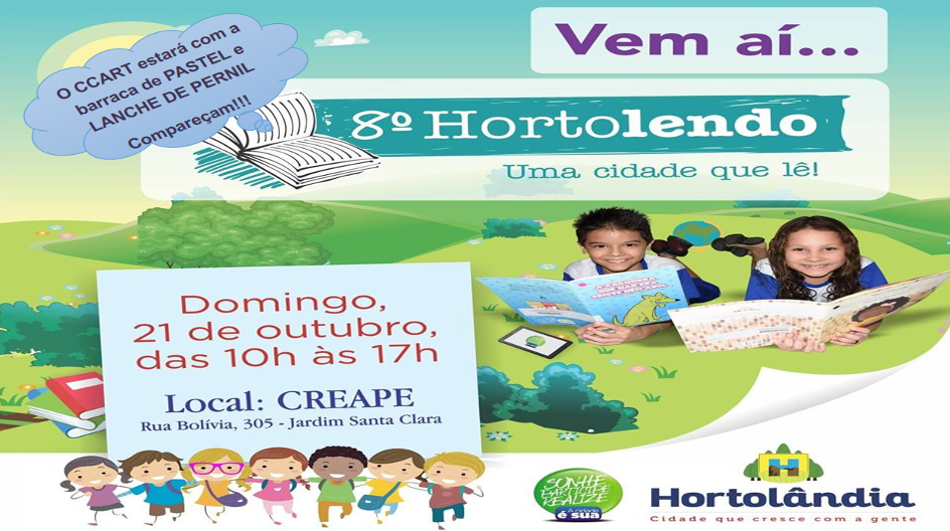 O CCART estará com a
barraca de PASTEL e
LANCHE DE PERNIL
Compareçam!!!
Vem aí...
8º Hortolendo
Uma cidade que lê!
Domingo,
21 de outubro,
das 10h às 17h
Local: CREAPE
Rua Bolívia, 305 - Jardim Santa Clara
SONHE
PARTICIPE
REALIZE
A cidade
é sua
Hortolândia
Cidade que cresce com a gente